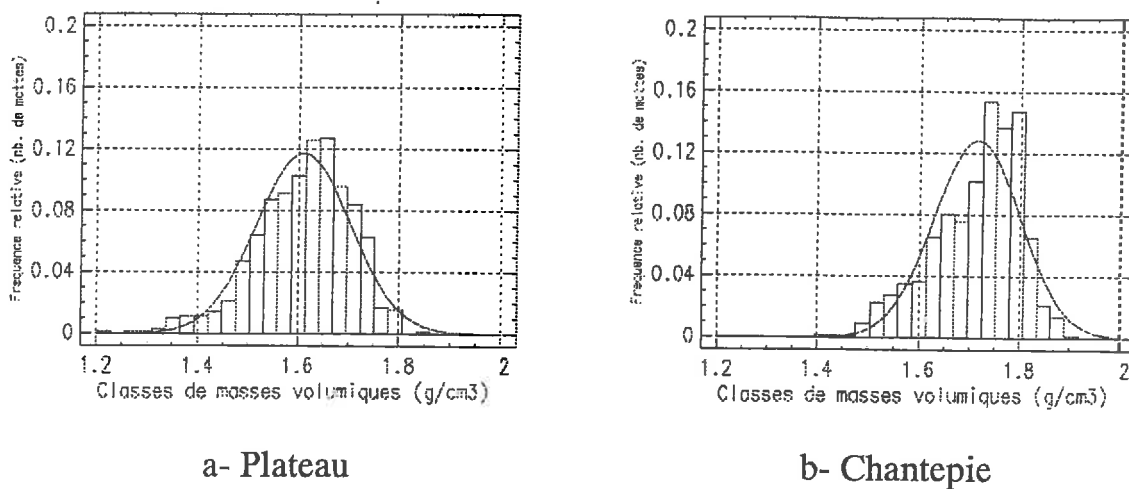 0.2
0.16
0.12
0.08
0.04
0
Frequence relative (nb. de mottes)
1.2 1.4 1.6 1.8 2
Classes de masses volumiques (g/cm3)
a- Plateau
0.2
0.16
0.12
0.08
0.04
0
Frequence relative (nb. de mottes)
1.2 1.4 1.6 1.8 2
Classes de masses volumiques (g/cm3)
b- Chantepie